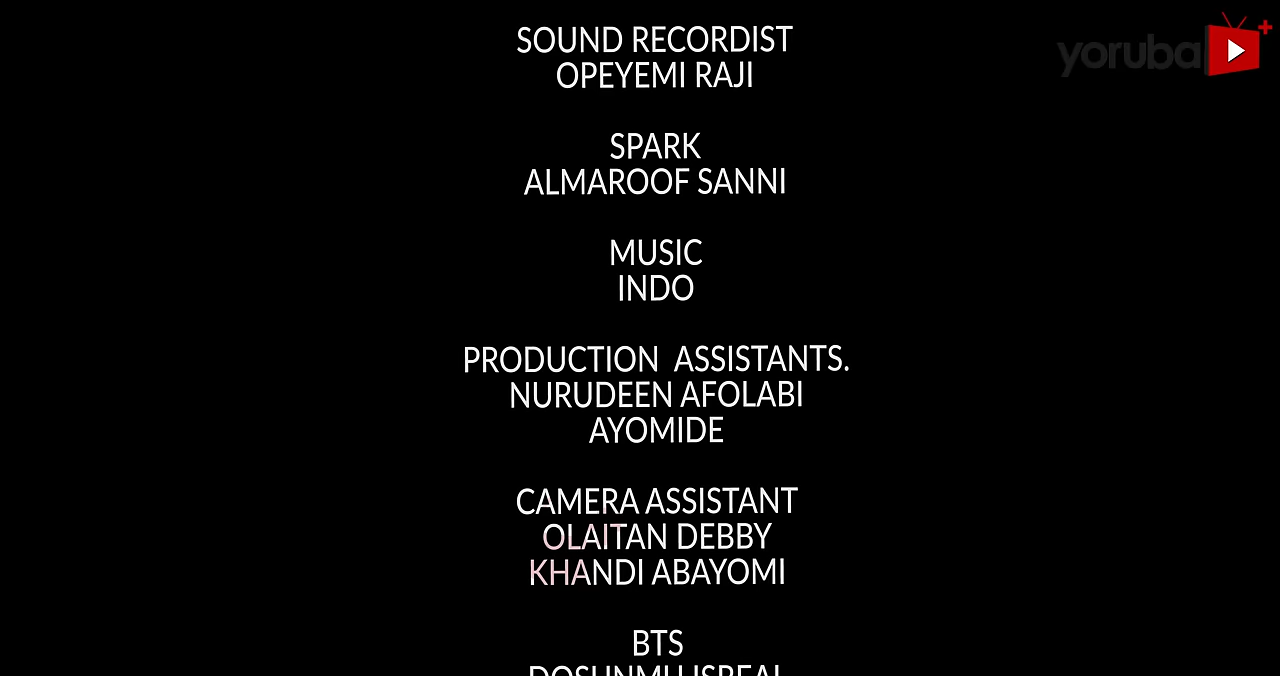 yoruba
SOUND RECORDIST
OPEYEMI RAJI
SPARK
ALMAROOF SANNI
MUSIC
INDO
PRODUCTION  ASSISTANTS.
NURUDEEN AFOLABI
AYOMIDE
CAMERA ASSISTANT
OLAITAN DEBBY
KHANDI ABAYOMI
BTS